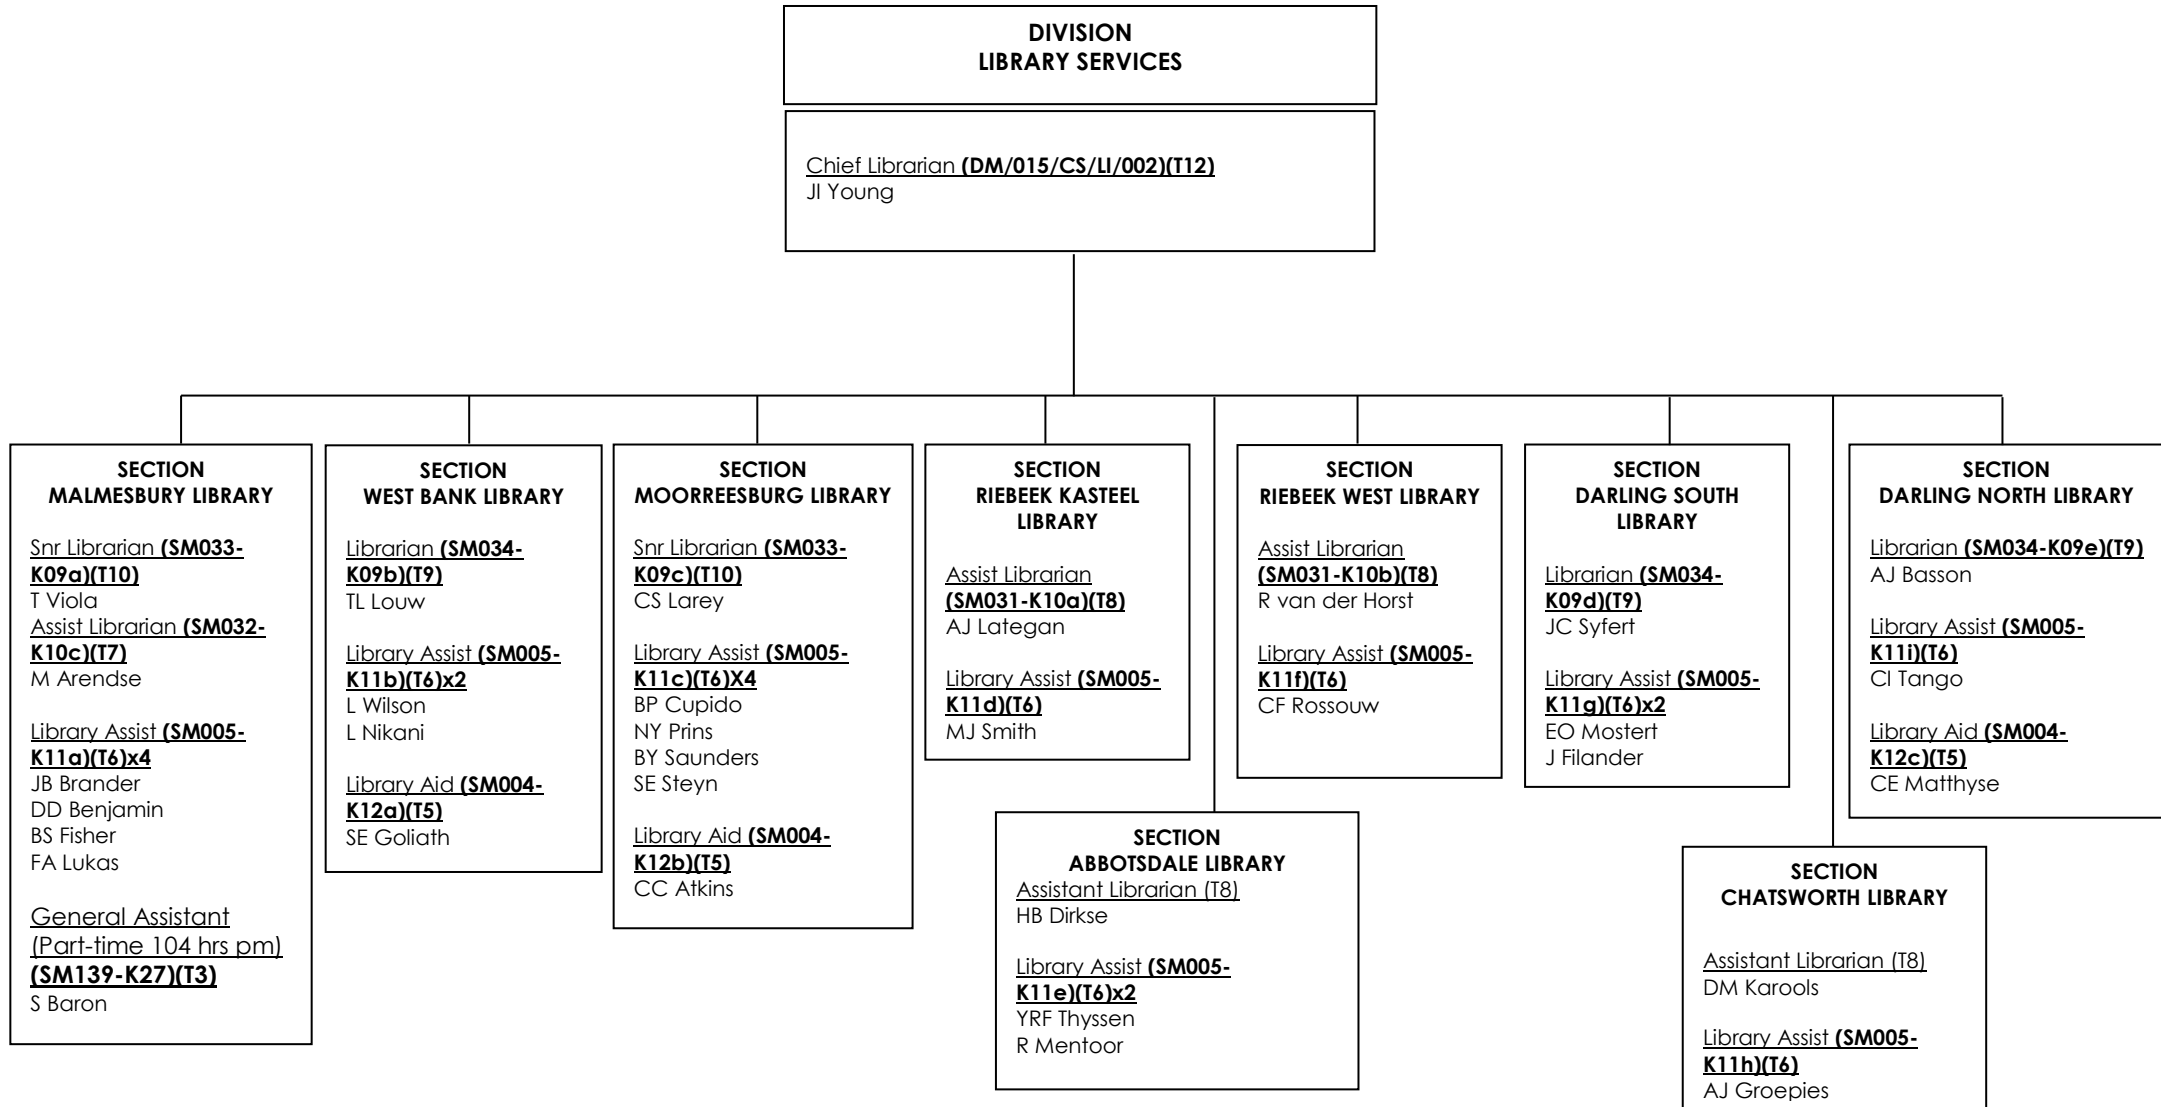 DIVISION
LIBRARY SERVICES
Chief Librarian (DM/015/CS/LI/002)(T12)
JI Young
SECTION
MALMESBURY LIBRARY
Snr Librarian (SM033-
K09a)(T10)
T Viola
Assist Librarian (SM032-
K10c)(T7)
M Arendse
Library Assist (SM005-
K11a)(T6)x4
JB Brander
DD Benjamin
BS Fisher
FA Lukas
General Assistant
(Part-time 104 hrs pm)
(SM139-K27)(T3)
S Baron
SECTION
WEST BANK LIBRARY
Librarian (SM034-
K09b)(T9)
TL Louw
Library Assist (SM005-
K11b)(T6)x2
L Wilson
L Nikani
Library Aid (SM004-
K12a)(T5)
SE Goliath
SECTION
MOORREESBURG LIBRARY
Snr Librarian (SM033-
K09c)(T10)
CS Larey
Library Assist (SM005-
K11c)(T6)X4
BP Cupido
NY Prins
BY Saunders
SE Steyn
Library Aid (SM004-
K12b)(T5)
CC Atkins
SECTION
RIEBEEK KASTEEL
LIBRARY
Assist Librarian
(SM031-K10a)(T8)
AJ Lategan
Library Assist (SM005-
K11d)(T6)
MJ Smith
SECTION
ABBOTSDALE LIBRARY
Assistant Librarian (T8)
HB Dirkse
Library Assist (SM005-
K11e)(T6)x2
YRF Thyssen
R Mentoor
SECTION
RIEBEEK WEST LIBRARY
Assist Librarian
(SM031-K10b)(T8)
R van der Horst
Library Assist (SM005-
K11f)(T6)
CF Rossouw
SECTION
DARLING SOUTH
LIBRARY
Librarian (SM034-
K09d)(T9)
JC Syfert
Library Assist (SM005-
K11g)(T6)x2
EO Mostert
J Filander
SECTION
CHATSWORTH LIBRARY
Assistant Librarian (T8)
DM Karools
Library Assist (SM005-
K11h)(T6)
AJ Groepies
SECTION
DARLING NORTH LIBRARY
Librarian (SM034-K09e)(T9)
AJ Basson
Library Assist (SM005-
K11i)(T6)
CI Tango
Library Aid (SM004-
K12c)(T5)
CE Matthyse